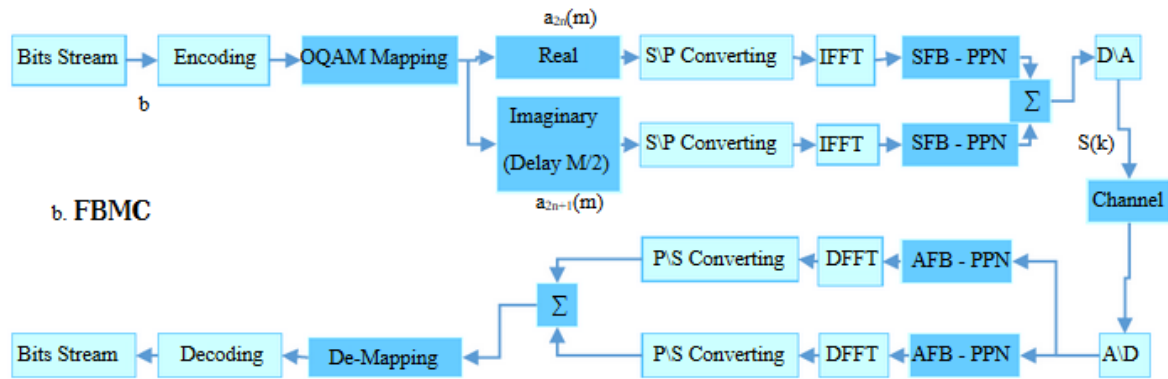 a2n(m)
Bits Stream
Encoding
OQAM Mapping
Real
S\P Converting
IFFT
SFB - PPN
D\A
b
Σ
Imaginary
(Delay M/2)
S\P Converting
IFFT
SFB - PPN
S(k)
a2n+1(m)
Channel
b. FBMC
P\S Converting
DFFT
AFB - PPN
Σ
Bits Stream
Decoding
De-Mapping
P\S Converting
DFFT
AFB - PPN
A\D